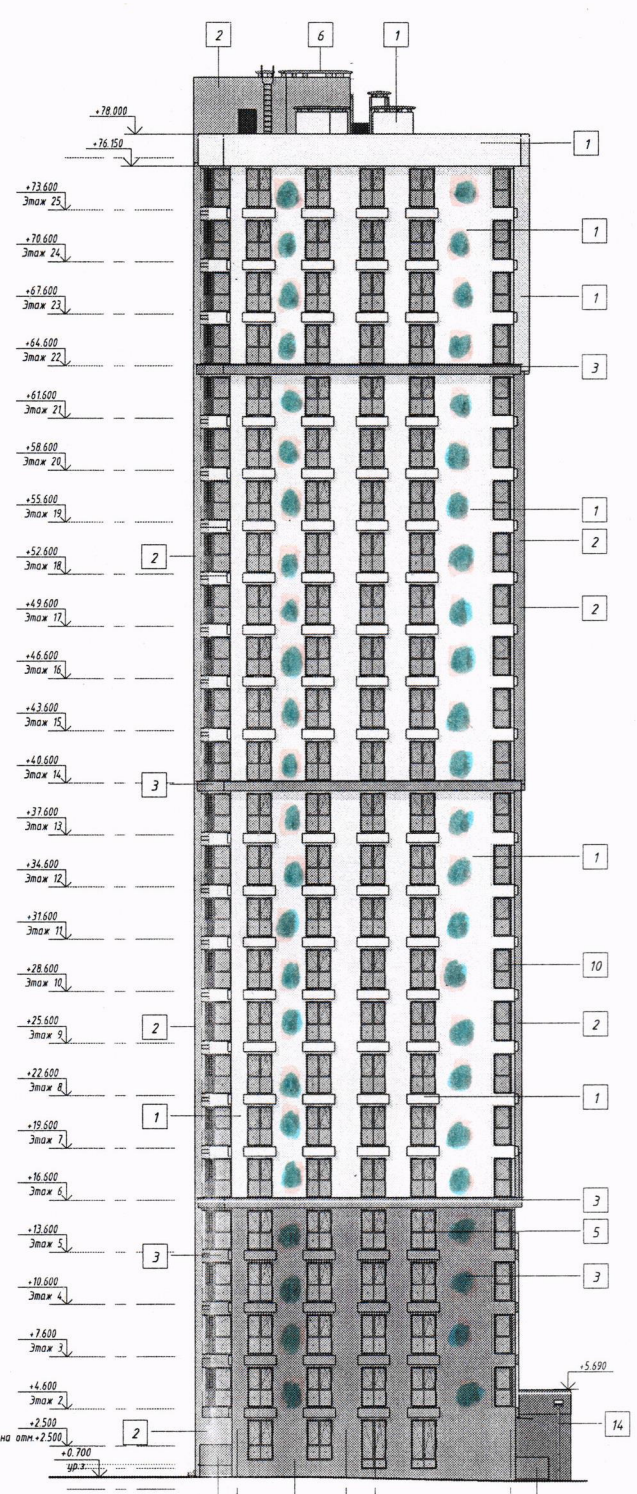 2
6
1
+78.000
+76.150
1
+73.600
Этаж 25
1
+70.600
Этаж 24
+67.600
Этаж 23
1
+64.600
Этаж 22
3
+61.600
Этаж 21
+58.600
Этаж 20
+55.600
Этаж 19
1
2
+52.600
Этаж 18
2
+49.600
Этаж 17
2
+46.600
Этаж 16
+43.600
Этаж 15
+40.600
Этаж 14
3
+37.600
Этаж 13
1
+34.600
Этаж 12
+31.600
Этаж 11
10
+28.600
Этаж 10
+25.600
Этаж 9
2
2
+22.600
Этаж 8
1
1
+19.600
Этаж 7
+16.600
Этаж 6
3
+13.600
Этаж 5
5
3
3
+10.600
Этаж 4
+7.600
Этаж 3
+5.690
+4.600
Этаж 2
14
+2.500
на отм.+2.500
2
+0.700
ур.з.